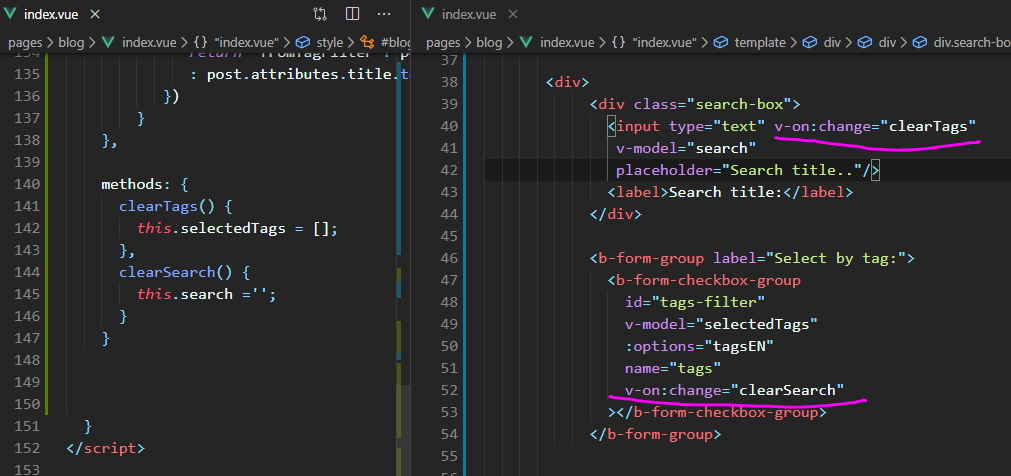 index.vue
pages > blog > index.vue > {} "index.vue" > style > #blog
135 : post.attributes.title.t
136 })
137 }
138 },
139
140 methods: {
141 clearTags() {
142 this.selectedTags = [];
143 },
144 clearSearch() {
145 this.search ='';
146 }
147 }
148
149
150
151 }
152 </script>
153
index.vue
pages > blog > index.vue > {} "index.vue" > template > div > div > div.search-bo
37
38 <div>
39 <div class="search-box">
40 <input type="text" v-on:change="clearTags"
41 v-model="search"
42 placeholder="Search title.."/>
43 <label>Search title:</label>
44 </div>
45
46 <b-form-group label="Select by tag:">
47 <b-form-checkbox-group
48 id="tags-filter"
49 v-model="selectedTags"
50 :options="tagsEN"
51 name="tags"
52 v-on:change="clearSearch"
53 ></b-form-checkbox-group>
54 </b-form-group>
55